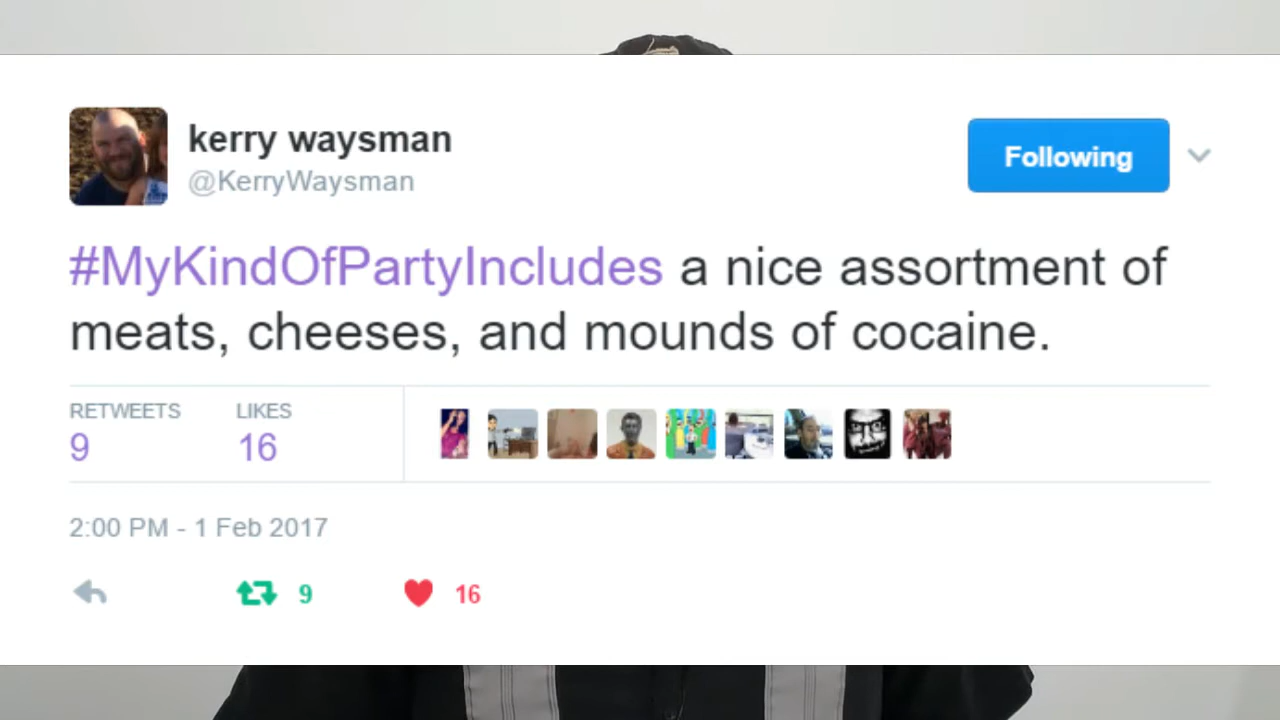 kerry waysman
@KerryWaysman
Following
#MyKindOfPartyIncludes a nice assortment of
meats, cheeses, and mounds of cocaine.
RETWEETS LIKES
9 16
2:00 PM - 1 Feb 2017
9 16